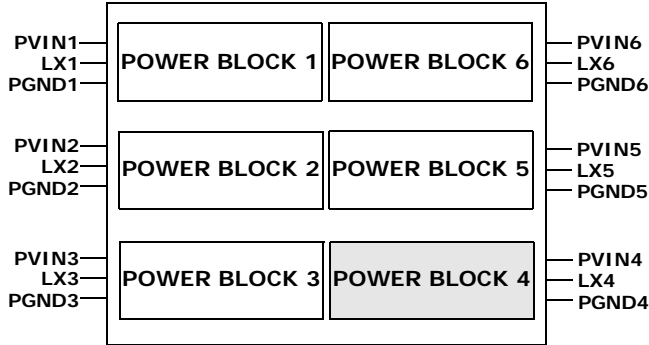 PVIN1
LX1
PGND1
POWER BLOCK 1
POWER BLOCK 6
PVIN6
LX6
PGND6
PVIN2
LX2
PGND2
POWER BLOCK 2
POWER BLOCK 5
PVIN5
LX5
PGND5
PVIN3
LX3
PGND3
POWER BLOCK 3
POWER BLOCK 4
PVIN4
LX4
PGND4